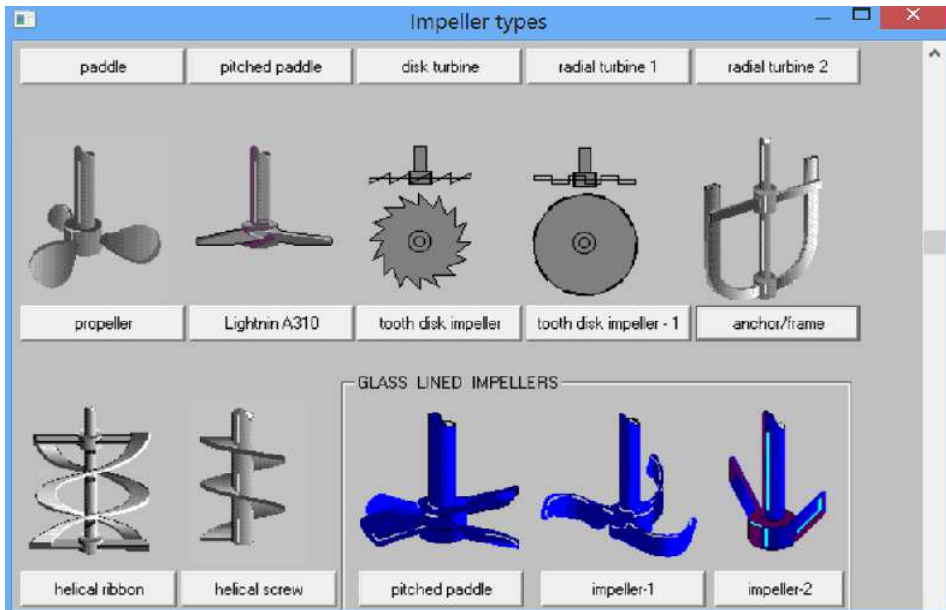 Impeller types
paddle
pitched paddle
disk turbine
radial turbine 1
radial turbine 2
propeller
Lightnin A310
tooth disk impeller
tooth disk impeller - 1
anchor/frame
GLASS LINED IMPELLERS
helical ribbon
helical screw
pitched paddle
impeller-1
impeller-2